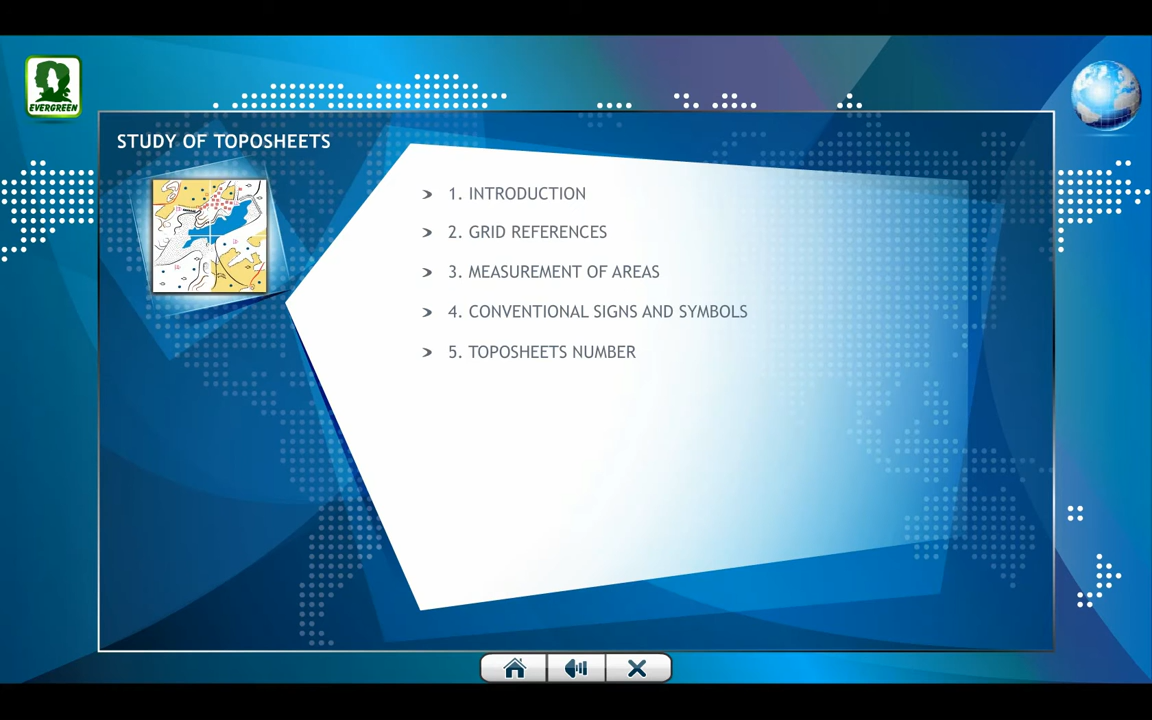 EVERGREEN
STUDY OF TOPOSHEETS
1. INTRODUCTION
2. GRID REFERENCES
3. MEASUREMENT OF AREAS
4. CONVENTIONAL SIGNS AND SYMBOLS
5. TOPOSHEETS NUMBER